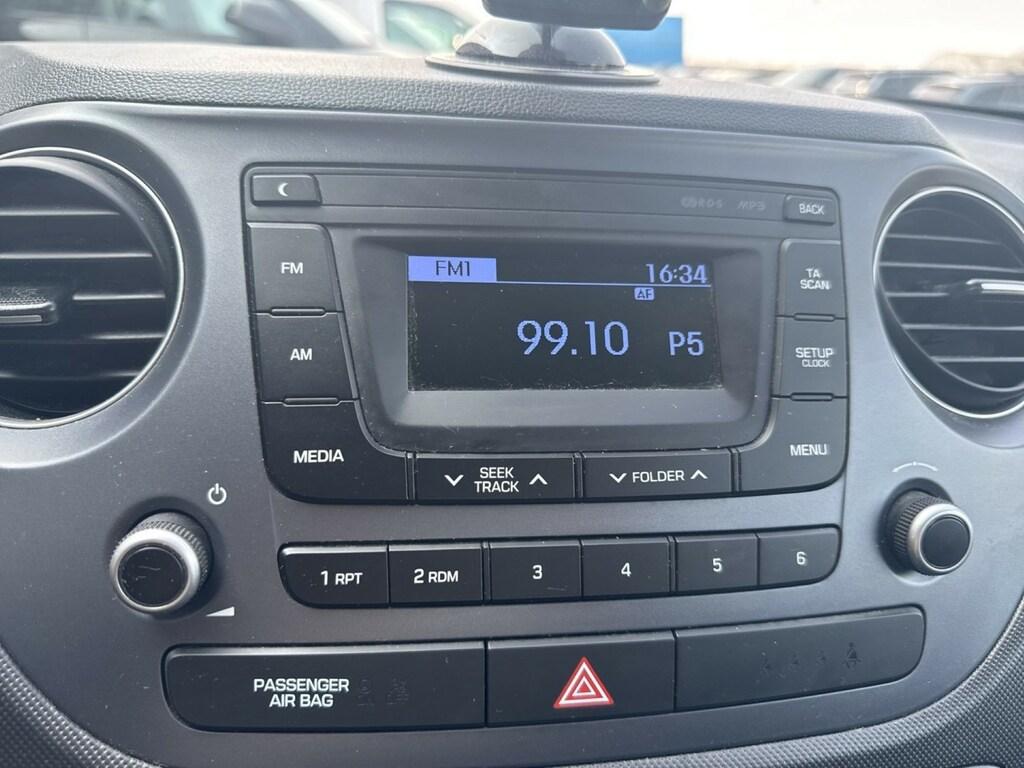 RDS MP3
BACK
FM
FM1
16:34
AF
TA
SCAN
AM
99.10 P5
SETUP
CLOCK
MEDIA
SEEK
TRACK
FOLDER
MENU
1 RPT
2 RDM
3
4
5
6
PASSENGER
AIR BAG